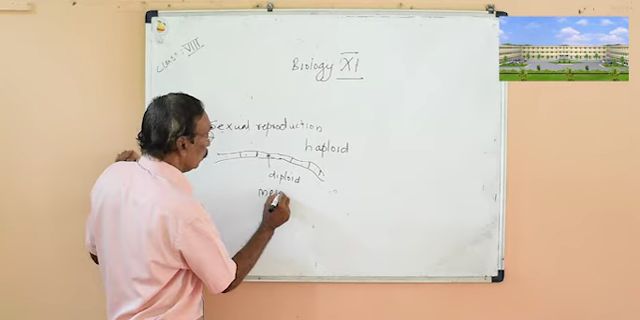 Class: VIII
Biology XI
Sexual reproduction
haploid
diploid